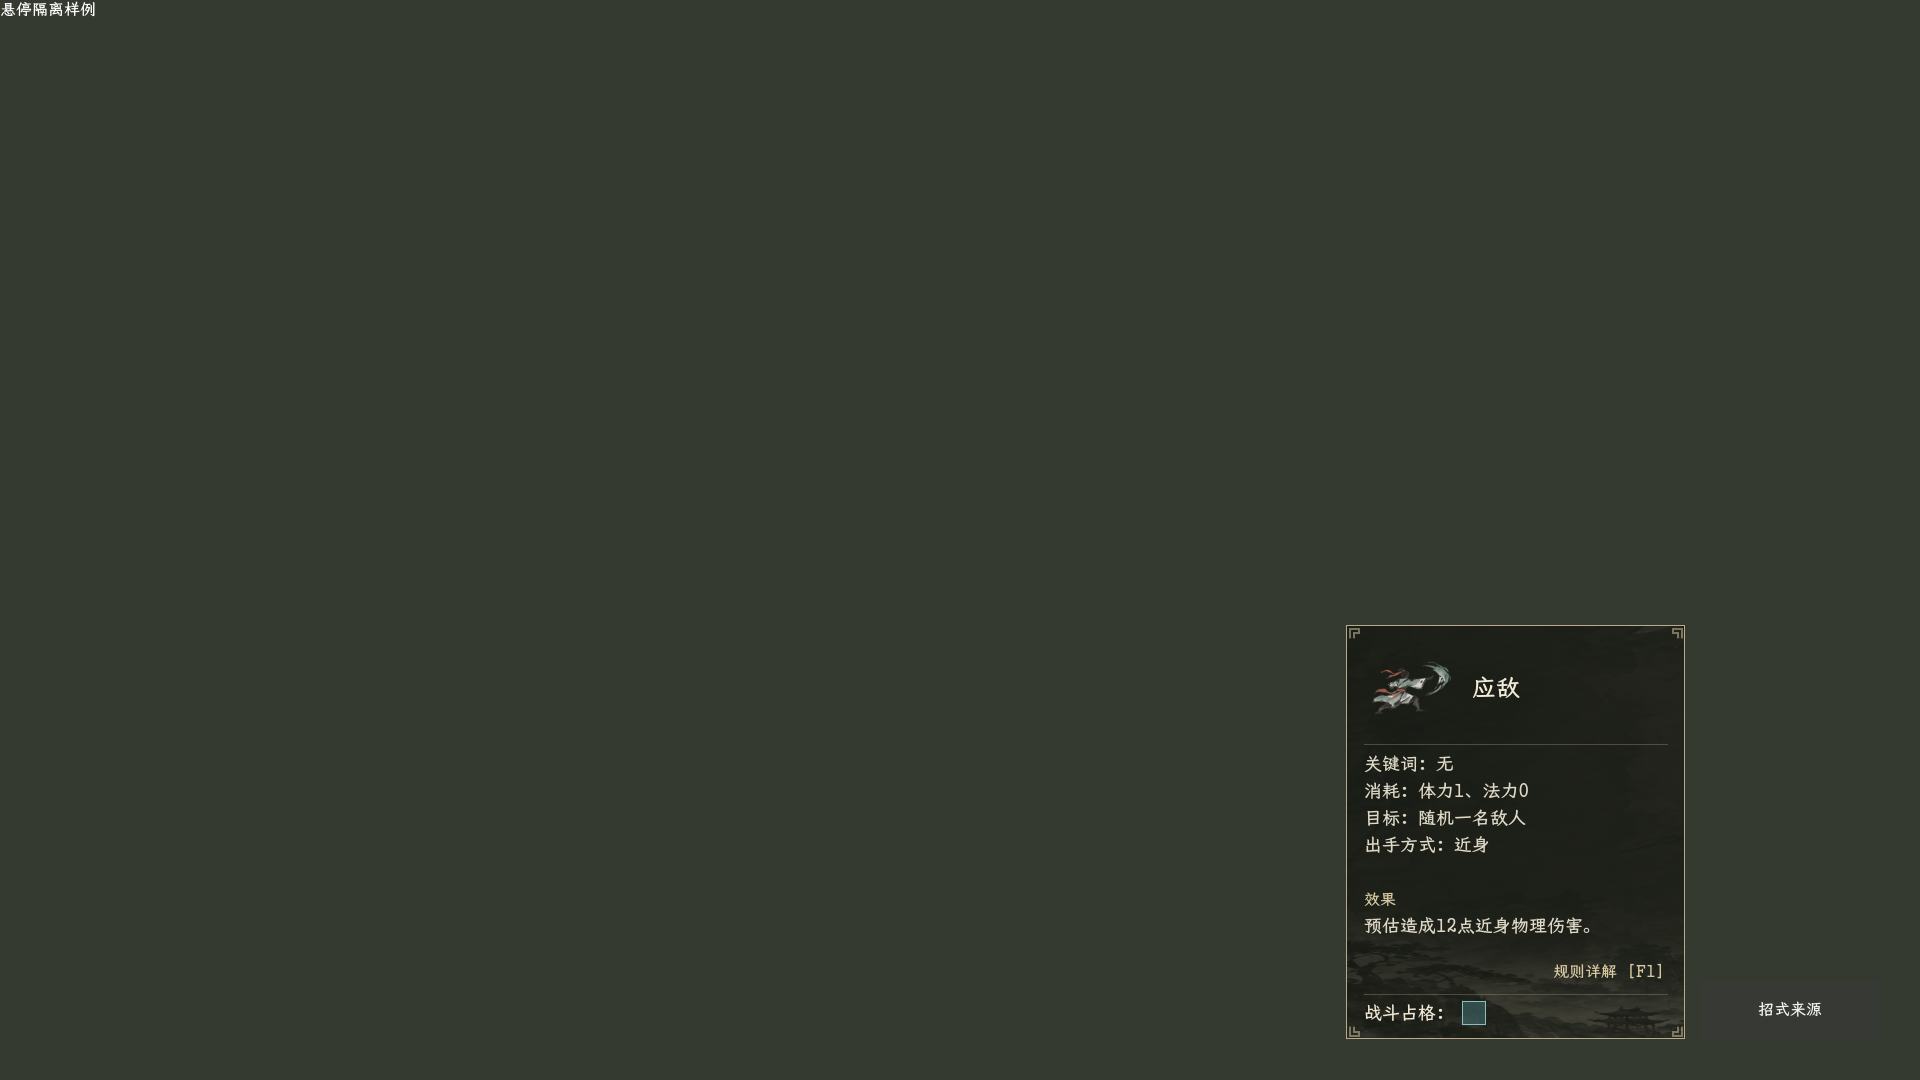 悬停隔离样例
应敌
关键词: 无
消耗: 体力1、法力0
目标: 随机一名敌人
出手方式: 近身
效果
预估造成12点近身物理伤害。
规则详解 [F1]
战斗占格:
招式来源